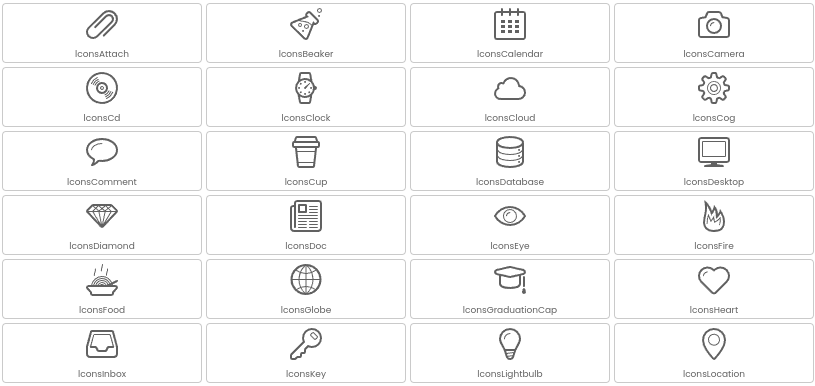 IconsAttach
IconsBeaker
IconsCalendar
IconsCamera
IconsCd
IconsClock
IconsCloud
IconsCog
IconsComment
IconsCup
IconsDatabase
IconsDesktop
IconsDiamond
IconsDoc
IconsEye
IconsFire
IconsFood
IconsGlobe
IconsGraduationCap
IconsHeart
IconsInbox
IconsKey
IconsLightbulb
IconsLocation